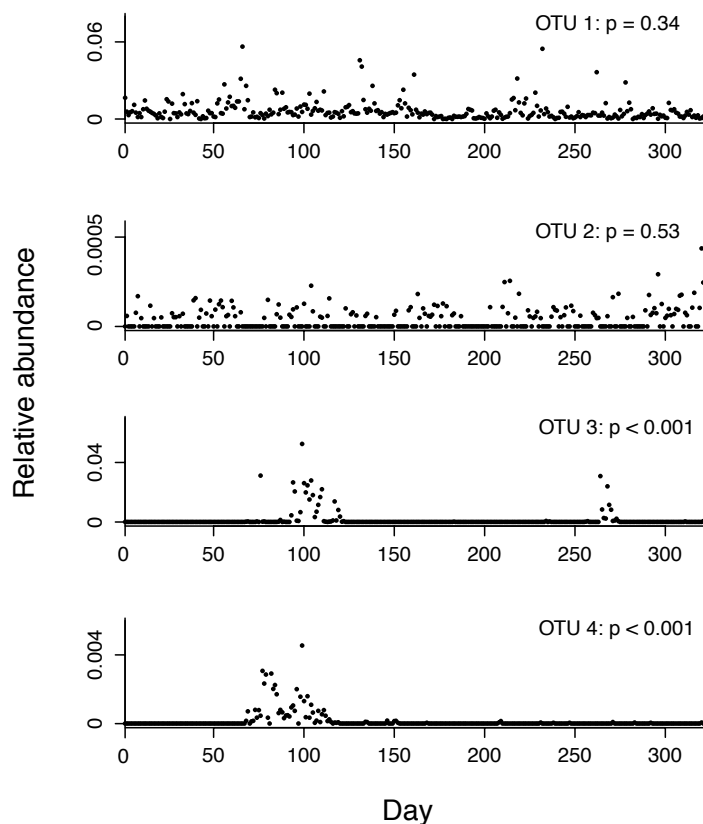 OTU 1: p = 0.34
0.06
0
0 50 100 150 200 250 300
OTU 2: p = 0.53
0.0005
0
0 50 100 150 200 250 300
Relative abundance
OTU 3: p < 0.001
0.04
0
0 50 100 150 200 250 300
OTU 4: p < 0.001
0.004
0
0 50 100 150 200 250 300
Day